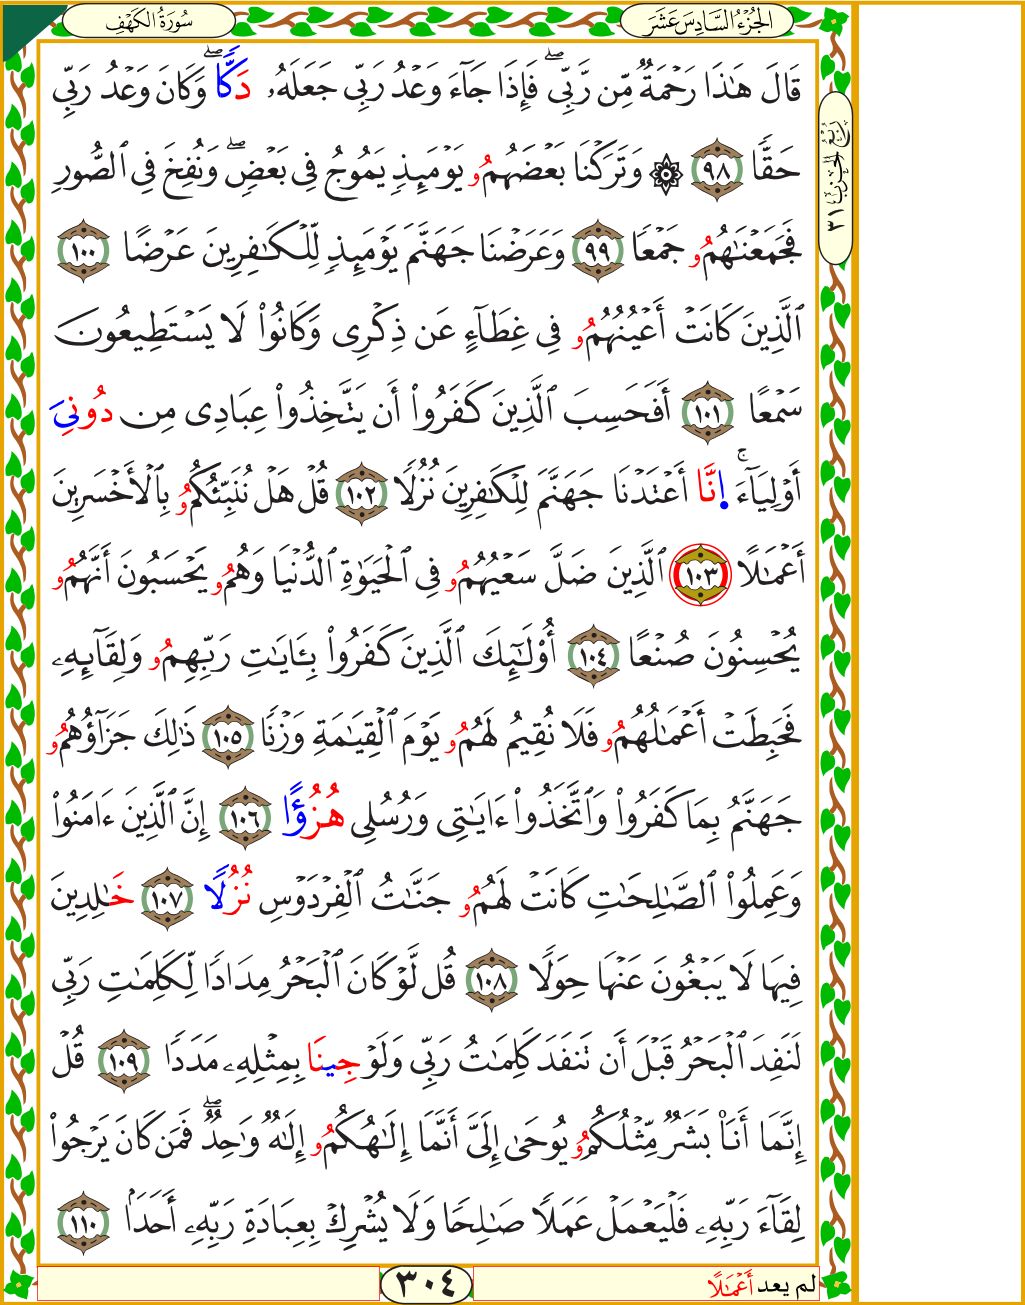 الجُزْءُ السَّادِسَ عَشَرَ
سُورَةُ الكَهْفِ
قَالَ هَٰذَا رَحْمَةٌ مِّن رَّبِّيۖ فَإِذَا جَآءَ وَعْدُ رَبِّى جَعَلَهُۥ دَكًّاۖ وَكَانَ وَعْدُ رَبِّى
حَقًّا ٩٨ ۞ وَتَرَكْنَا بَعْضَهُمُۥ يَوْمَئِذٍ يَمُوجُ فِى بَعْضٍۖ وَنُفِخَ فِى ٱلصُّورِ
فَجَمَعْنَٰهُمُۥ جَمْعًا ٩٩ وَعَرَضْنَا جَهَنَّمَ يَوْمَئِذٍ لِّلْكَٰفِرِينَ عَرْضًا ١٠٠
ٱلَّذِينَ كَانَتْ أَعْيُنُهُمُۥ فِى غِطَآءٍ عَن ذِكْرِى وَكَانُوا۟ لَا يَسْتَطِيعُونَ
سَمْعًا ١٠١ أَفَحَسِبَ ٱلَّذِينَ كَفَرُوٓا۟ أَن يَتَّخِذُوا۟ عِبَادِى مِن دُونِىَ
أَوْلِيَآءَۚ إِنَّا أَعْتَدْنَا جَهَنَّمَ لِلْكَٰفِرِينَ نُزُلًا ١٠٢ قُلْ هَلْ نُنَبِّئُكُمُۥ بِٱلْأَخْسَرِينَ
أَعْمَٰلًا ١٠٣ ٱلَّذِينَ ضَلَّ سَعْيُهُمُۥ فِى ٱلْحَيَوٰةِ ٱلدُّنْيَا وَهُمُۥ يَحْسِبُونَ أَنَّهُمُۥ
يُحْسِنُونَ صُنْعًا ١٠٤ أُو۟لَٰٓئِكَ ٱلَّذِينَ كَفَرُوا۟ بِـَٔايَٰتِ رَبِّهِمُۥ وَلِقَآئِهِۦ
فَحَبِطَتْ أَعْمَٰلُهُمُۥ فَلَا نُقِيمُ لَهُمُۥ يَوْمَ ٱلْقِيَٰمَةِ وَزْنًا ١٠٥ ذَٰلِكَ جَزَآؤُهُمُۥ
جَهَنَّمُ بِمَا كَفَرُوا۟ وَٱتَّخَذُوٓا۟ ءَايَٰتِى وَرُسُلِى هُزُؤًا ١٠٦ إِنَّ ٱلَّذِينَ ءَامَنُوا۟
وَعَمِلُوا۟ ٱلصَّٰلِحَٰتِ كَانَتْ لَهُمُۥ جَنَّٰتُ ٱلْفِرْدَوْسِ نُزُلًا ١٠٧ خَٰلِدِينَ
فِيهَا لَا يَبْغُونَ عَنْهَا حِوَلًا ١٠٨ قُل لَّوْ كَانَ ٱلْبَحْرُ مِدَادًا لِّكَلِمَٰتِ رَبِّى
لَنَفِدَ ٱلْبَحْرُ قَبْلَ أَن تَنفَدَ كَلِمَٰتُ رَبِّى وَلَوْ جِينَا بِمِثْلِهِۦ مَدَدًا ١٠٩ قُلْ
إِنَّمَا أَنَا۠ بَشَرٌ مِّثْلُكُمُۥ يُوحَىٰ إِلَىَّ أَنَّمَا إِلَٰهُكُمُۥ إِلَٰهٌ وَٰحِدٌۖ فَمَن كَانَ يَرْجُوا۟
لِقَآءَ رَبِّهِۦ فَلْيَعْمَلْ عَمَلًا صَٰلِحًا وَلَا يُشْرِكْ بِعِبَادَةِ رَبِّهِۦ أَحَدًۢا ١١٠
رُبْعُ الحِزْبِ ٣١
لم يعد أَعْمَٰلًا
٣٠٤